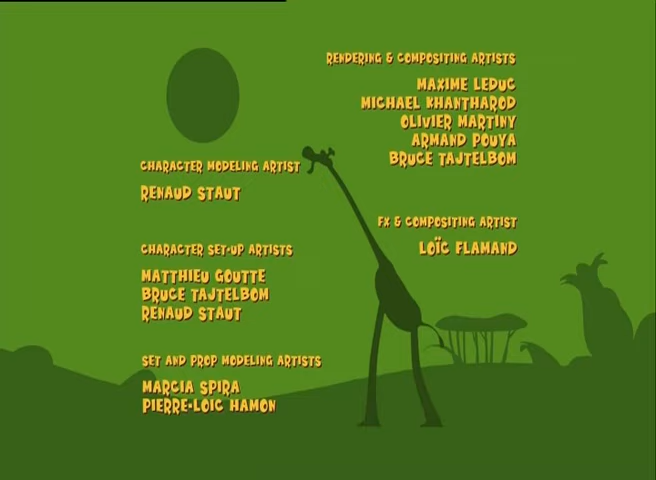 CHARACTER MODELING ARTIST
RENAUD STAUT
CHARACTER SET-UP ARTISTS
MATTHIEU GOUTTE
BRUCE TAJTELBOM
RENAUD STAUT
SET AND PROP MODELING ARTISTS
MARCIA SPIRA
PIERRE-LOIC HAMON
RENDERING & COMPOSITING ARTISTS
MAXIME LEDUC
MICHAEL KHANTHAROD
OLIVIER MARTINY
ARMAND POUYA
BRUCE TAJTELBOM
FX & COMPOSITING ARTIST
LOÏC FLAMAND